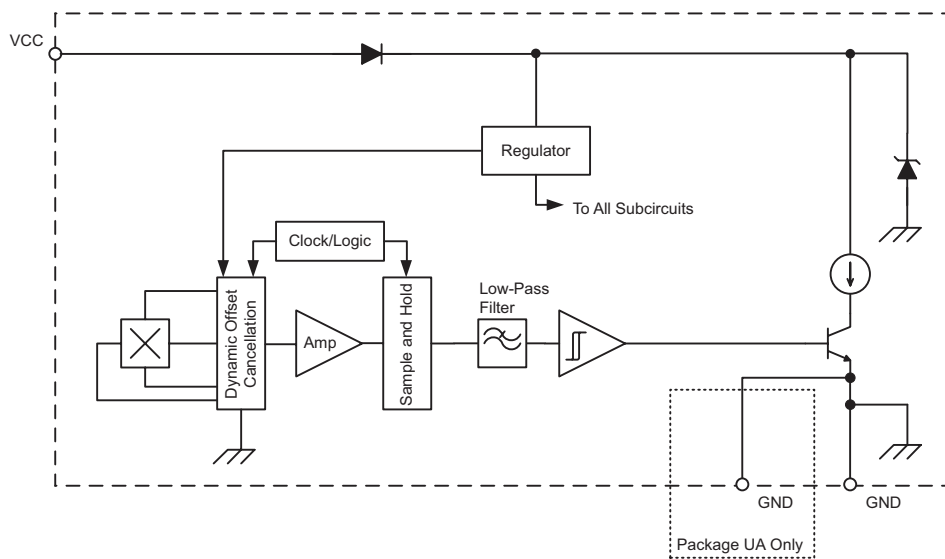 VCC
Regulator
To All Subcircuits
Clock/Logic
Dynamic Offset
Cancellation
Amp
Sample and Hold
Low-Pass
Filter
GND
GND
Package UA Only